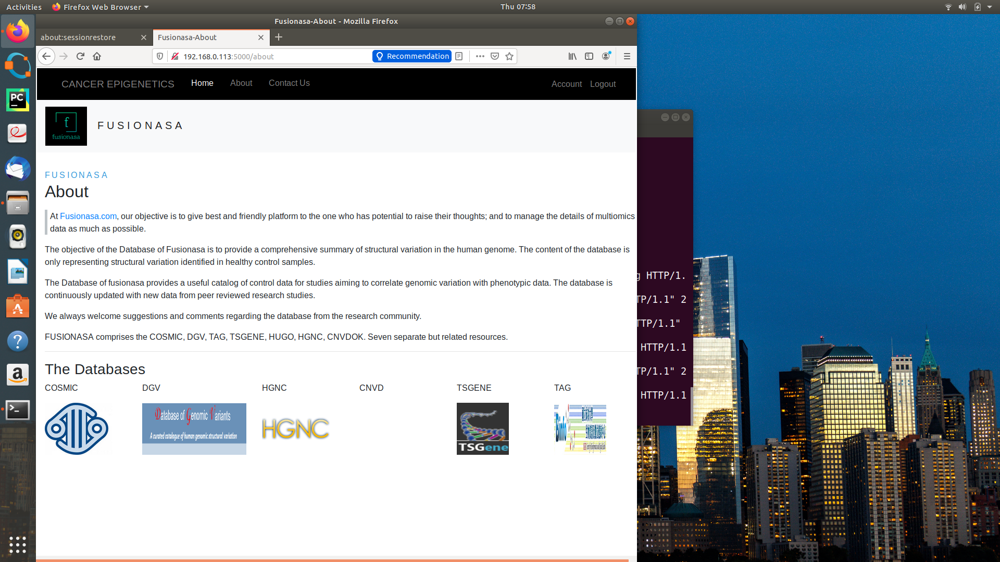 Activities
Firefox Web Browser
Thu 07:58
Fusionasa-About - Mozilla Firefox
about:sessionrestore
Fusionasa-About
192.168.0.113:5000/about
Recommendation
CANCER EPIGENETICS
Home
About
Contact Us
Account
Logout
f
fusionasa
FUSIONASA
FUSIONASA
About
At Fusionasa.com, our objective is to give best and friendly platform to the one who has potential to raise their thoughts; and to manage the details of multiomics
data as much as possible.
The objective of the Database of Fusionasa is to provide a comprehensive summary of structural variation in the human genome. The content of the database is
only representing structural variation identified in healthy control samples.
The Database of fusionasa provides a useful catalog of control data for studies aiming to correlate genomic variation with phenotypic data. The database is
continuously updated with new data from peer reviewed research studies.
We always welcome suggestions and comments regarding the database from the research community.
FUSIONASA comprises the COSMIC, DGV, TAG, TSGENE, HUGO, HGNC, CNVDOK. Seven separate but related resources.
The Databases
COSMIC
DGV
HGNC
CNVD
TSGENE
TAG
Database of Genomic Variants
A curated catalogue of human genomic structural variation
HGNC
TSGene
Binfo
g HTTP/1.
TP/1.1" 2
TTP/1.1"
HTTP/1.1
TP/1.1" 2
HTTP/1.1
PC
a